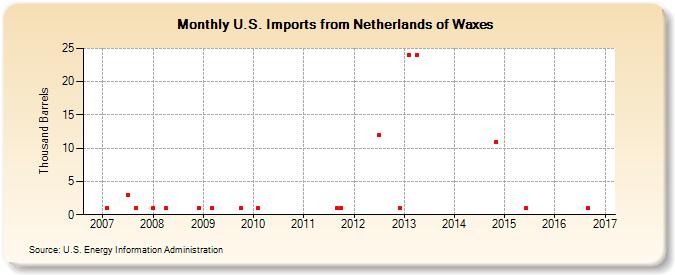 Monthly U.S. Imports from Netherlands of Waxes
Thousand Barrels
25
20
15
10
5
0
2007 2008 2009 2010 2011 2012 2013 2014 2015 2016 2017
Source: U.S. Energy Information Administration